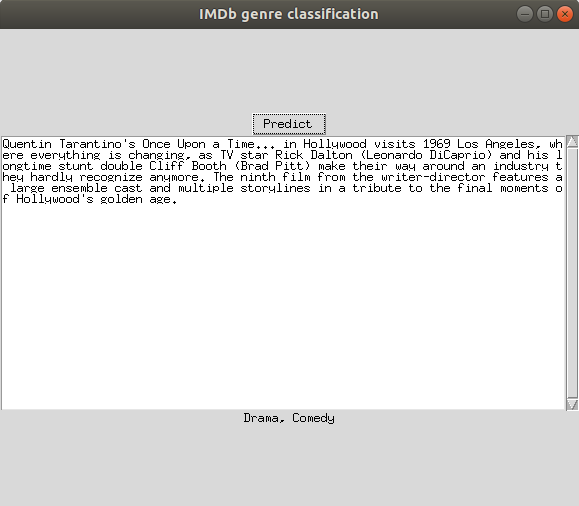 IMDb genre classification
Predict
Quentin Tarantino's Once Upon a Time... in Hollywood visits 1969 Los Angeles, wh
ere everything is changing, as TV star Rick Dalton (Leonardo DiCaprio) and his l
ongtime stunt double Cliff Booth (Brad Pitt) make their way around an industry t
hey hardly recognize anymore. The ninth film from the writer-director features a
 large ensemble cast and multiple storylines in a tribute to the final moments o
f Hollywood's golden age.
Drama, Comedy